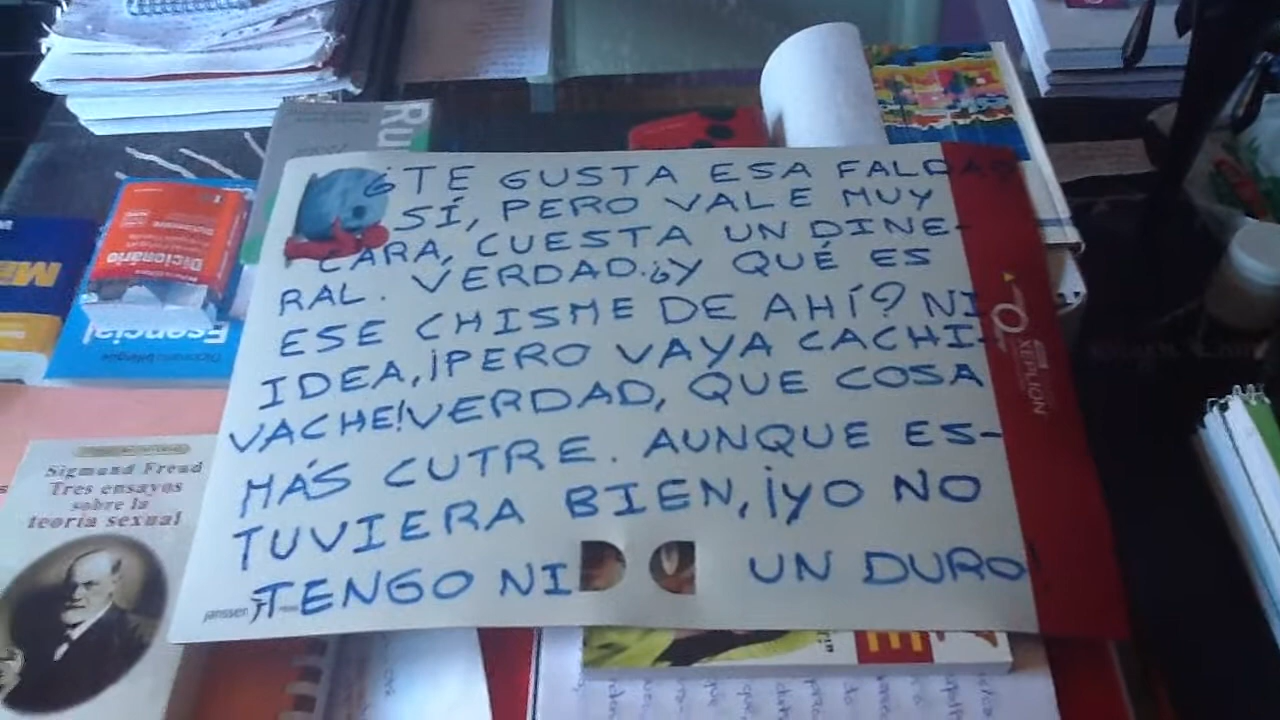 Ru
¿TE GUSTA ESA FALDA?
SÍ, PERO VALE MUY
CARA, CUESTA UN DINE-
RAL. VERDAD. ¿Y QUÉ ES
ESE CHISME DE AHÍ? NI
IDEA, ¡PERO VAYA CACHI-
VACHE! VERDAD, QUE COSA
MÁS CUTRE. AUNQUE ES-
TUVIERA BIEN, ¡YO NO
TENGO NI UN DURO!
janssen
XEPLION
Dicionário
Esencial
Sigmund Freud
Tres ensayos
sobre la
teoría sexual